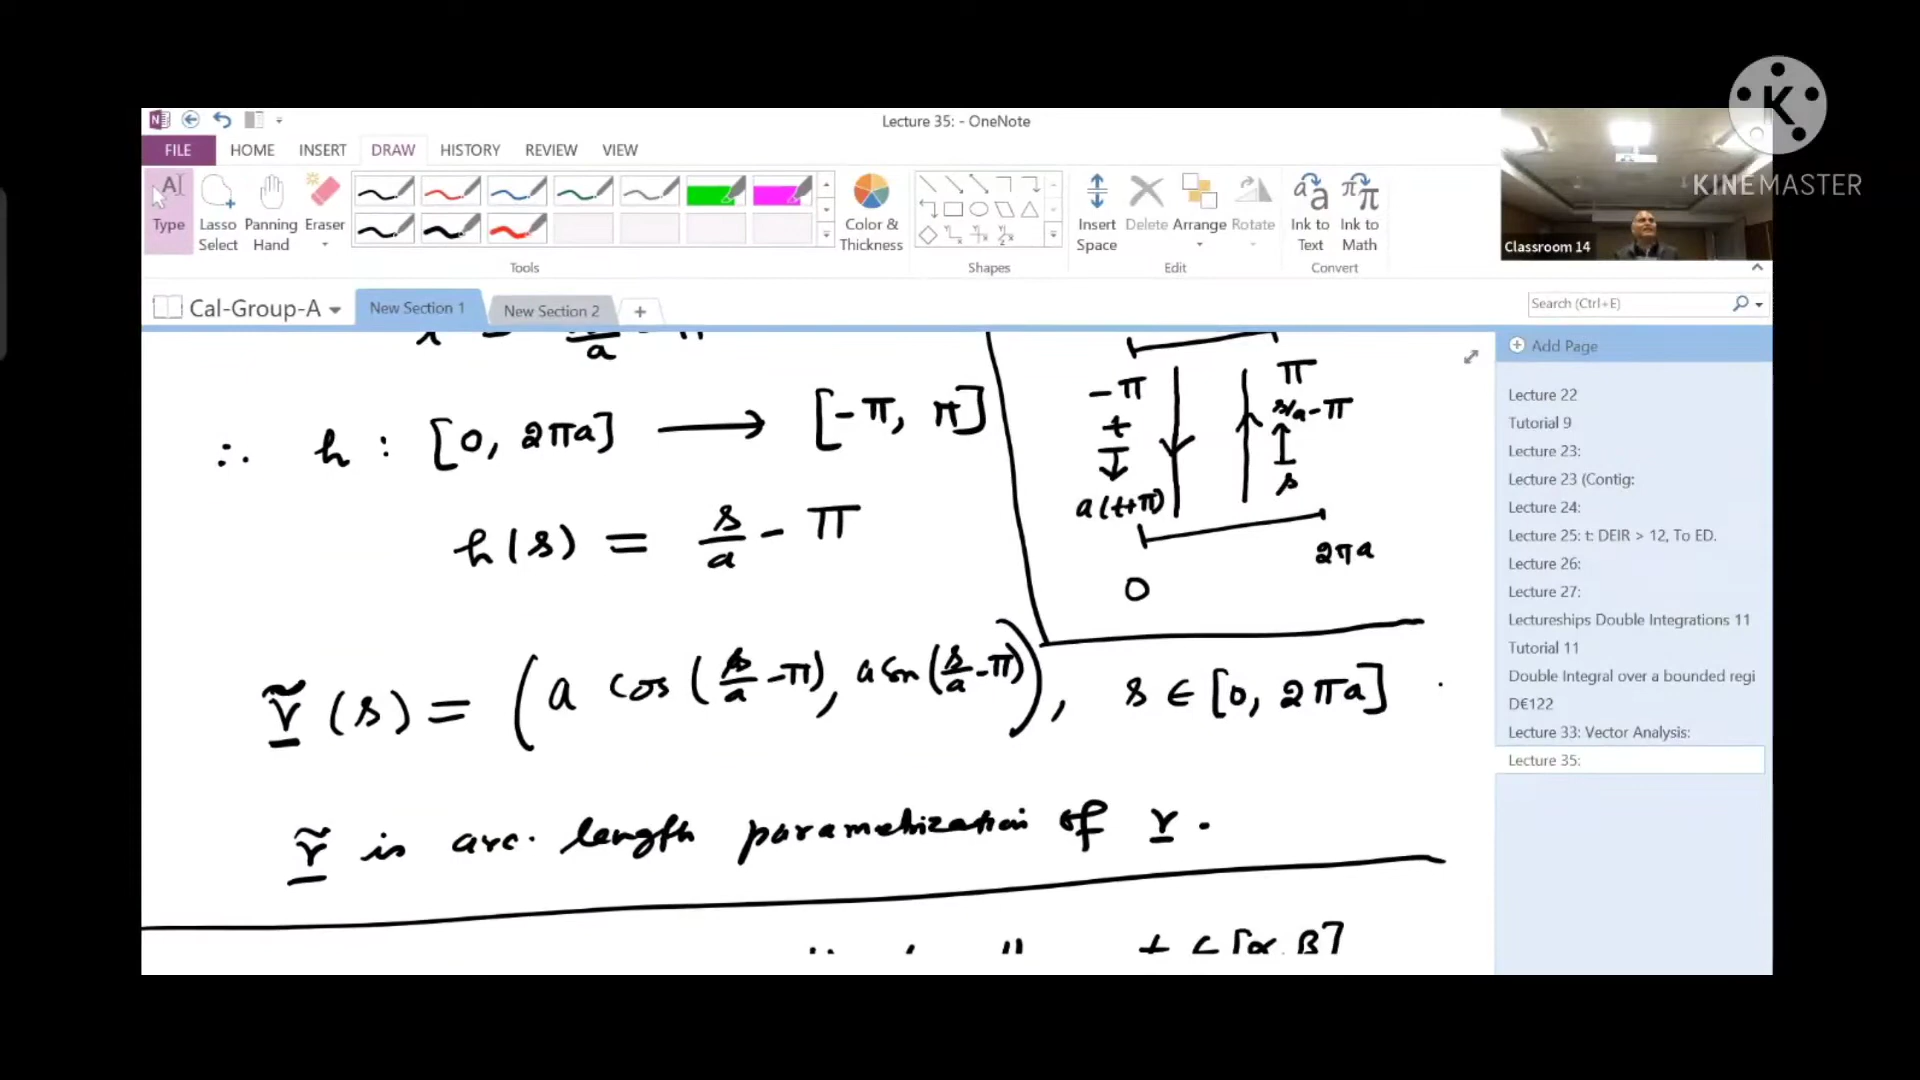 Lecture 35: - OneNote
FILE HOME INSERT DRAW HISTORY REVIEW VIEW
Type
Lasso Select
Panning Hand
Eraser
Color & Thickness
Insert Space
Delete
Arrange
Rotate
Ink to Text
Ink to Math
Tools
Shapes
Edit
Convert
KINEMASTER
Classroom 14
Cal-Group-A
New Section 1
New Section 2
Search (Ctrl+E)
∴ h : [0, 2πa] → [-π, π]
h(s) = s/a - π
-π
t
↓
a(t+π)
0
π
s/a - π
↑
s
2πa
r̃(s) = (a cos(s/a - π), a sin(s/a - π)), s ∈ [0, 2πa]
r̃ is arc. length parametrization of r.
t ∈ [α, β]
Add Page
Lecture 22
Tutorial 9
Lecture 23:
Lecture 23 (Contig:
Lecture 24:
Lecture 25: t: DEIR > 12, To ED.
Lecture 26:
Lecture 27:
Lectureships Double Integrations 11
Tutorial 11
Double Integral over a bounded regi
D€122
Lecture 33: Vector Analysis:
Lecture 35: